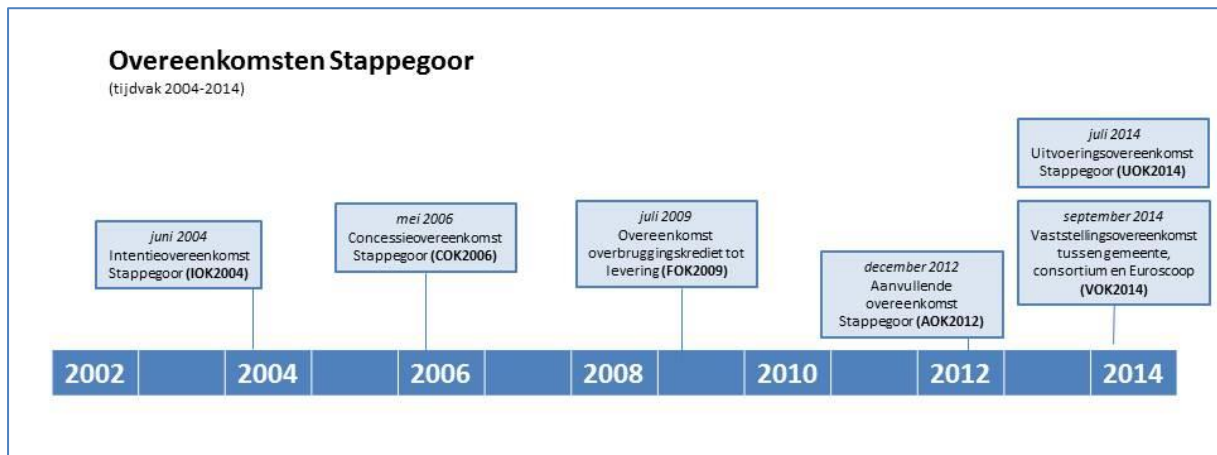 Overeenkomsten Stappegoor
(tijdvak 2004-2014)
juni 2004
Intentieovereenkomst
Stappegoor (IOK2004)
mei 2006
Concessieovereenkomst
Stappegoor (COK2006)
juli 2009
Overeenkomst
overbruggingskrediet tot
levering (FOK2009)
december 2012
Aanvullende
overeenkomst
Stappegoor (AOK2012)
juli 2014
Uitvoeringsovereenkomst
Stappegoor (UOK2014)
september 2014
Vaststellingsovereenkomst
tussen gemeente,
consortium en Euroscoop
(VOK2014)
2002 2004 2006 2008 2010 2012 2014